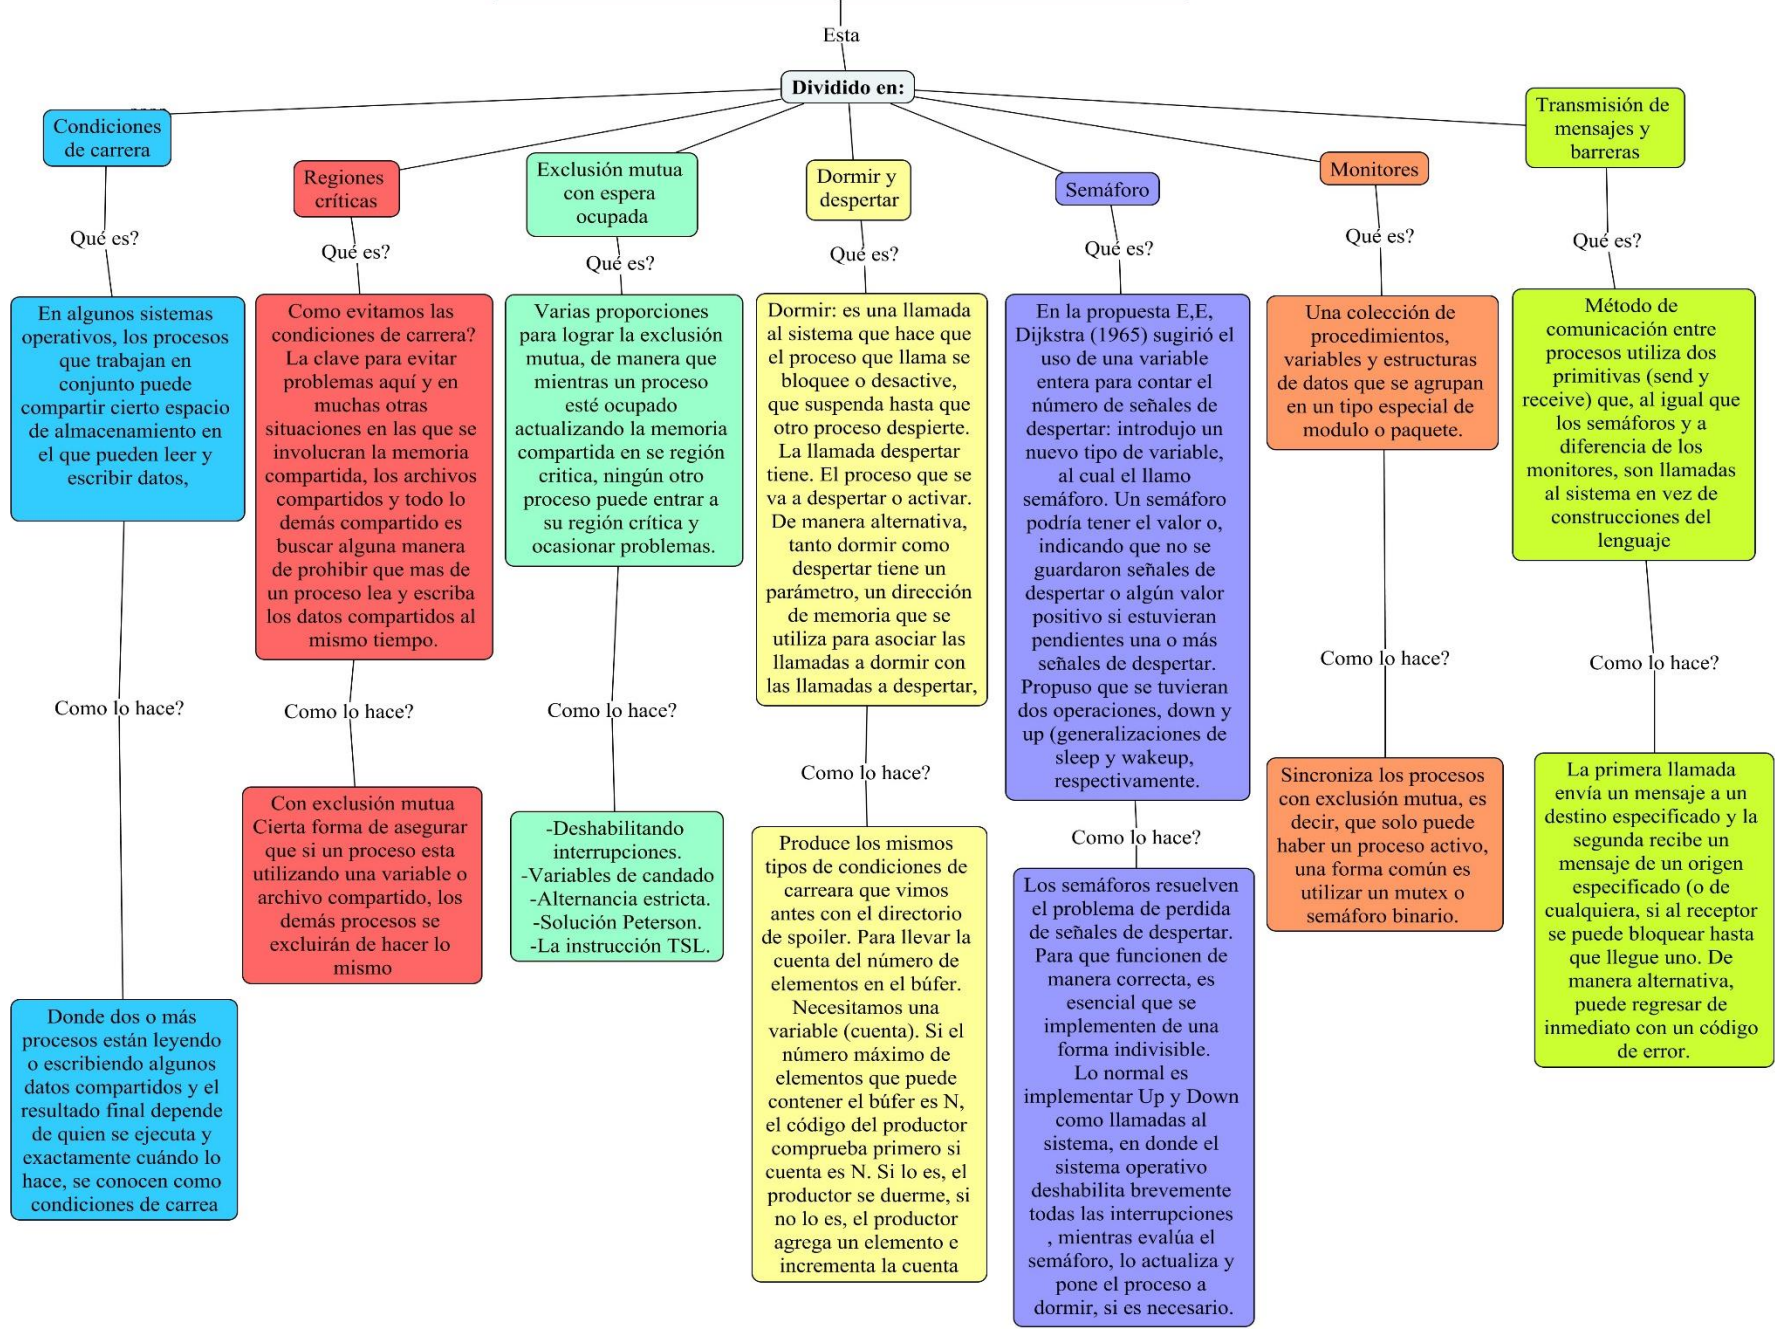 Esta
Dividido en:
Condiciones
de carrera
Qué es?
En algunos sistemas
operativos, los procesos
que trabajan en
conjunto puede
compartir cierto espacio
de almacenamiento en
el que pueden leer y
escribir datos,
Como lo hace?
Donde dos o más
procesos están leyendo
o escribiendo algunos
datos compartidos y el
resultado final depende
de quien se ejecuta y
exactamente cuándo lo
hace, se conocen como
condiciones de carrea
Regiones
críticas
Qué es?
Como evitamos las
condiciones de carrera?
La clave para evitar
problemas aquí y en
muchas otras
situaciones en las que se
involucran la memoria
compartida, los archivos
compartidos y todo lo
demás compartido es
buscar alguna manera
de prohibir que mas de
un proceso lea y escriba
los datos compartidos al
mismo tiempo.
Como lo hace?
Con exclusión mutua
Cierta forma de asegurar
que si un proceso esta
utilizando una variable o
archivo compartido, los
demás procesos se
excluirán de hacer lo
mismo
Exclusión mutua
con espera
ocupada
Qué es?
Varias proporciones
para lograr la exclusión
mutua, de manera que
mientras un proceso
esté ocupado
actualizando la memoria
compartida en se región
critica, ningún otro
proceso puede entrar a
su región crítica y
ocasionar problemas.
Como lo hace?
-Deshabilitando
interrupciones.
-Variables de candado
-Alternancia estricta.
-Solución Peterson.
-La instrucción TSL.
Dormir y
despertar
Qué es?
Dormir: es una llamada
al sistema que hace que
el proceso que llama se
bloquee o desactive,
que suspenda hasta que
otro proceso despierte.
La llamada despertar
tiene. El proceso que se
va a despertar o activar.
De manera alternativa,
tanto dormir como
despertar tiene un
parámetro, un dirección
de memoria que se
utiliza para asociar las
llamadas a dormir con
las llamadas a despertar,
Como lo hace?
Produce los mismos
tipos de condiciones de
carreara que vimos
antes con el directorio
de spoiler. Para llevar la
cuenta del número de
elementos en el búfer.
Necesitamos una
variable (cuenta). Si el
número máximo de
elementos que puede
contener el búfer es N,
el código del productor
comprueba primero si
cuenta es N. Si lo es, el
productor se duerme, si
no lo es, el productor
agrega un elemento e
incrementa la cuenta
Semáforo
Qué es?
En la propuesta E,E,
Dijkstra (1965) sugirió el
uso de una variable
entera para contar el
número de señales de
despertar: introdujo un
nuevo tipo de variable,
al cual el llamo
semáforo. Un semáforo
podría tener el valor o,
indicando que no se
guardaron señales de
despertar o algún valor
positivo si estuvieran
pendientes una o más
señales de despertar.
Propuso que se tuvieran
dos operaciones, down y
up (generalizaciones de
sleep y wakeup,
respectivamente.
Como lo hace?
Los semáforos resuelven
el problema de perdida
de señales de despertar.
Para que funcionen de
manera correcta, es
esencial que se
implementen de una
forma indivisible.
Lo normal es
implementar Up y Down
como llamadas al
sistema, en donde el
sistema operativo
deshabilita brevemente
todas las interrupciones
, mientras evalúa el
semáforo, lo actualiza y
pone el proceso a
dormir, si es necesario.
Monitores
Qué es?
Una colección de
procedimientos,
variables y estructuras
de datos que se agrupan
en un tipo especial de
modulo o paquete.
Como lo hace?
Sincroniza los procesos
con exclusión mutua, es
decir, que solo puede
haber un proceso activo,
una forma común es
utilizar un mutex o
semáforo binario.
Transmisión de
mensajes y
barreras
Qué es?
Método de
comunicación entre
procesos utiliza dos
primitivas (send y
receive) que, al igual que
los semáforos y a
diferencia de los
monitores, son llamadas
al sistema en vez de
construcciones del
lenguaje
Como lo hace?
La primera llamada
envía un mensaje a un
destino especificado y la
segunda recibe un
mensaje de un origen
especificado (o de
cualquiera, si al receptor
se puede bloquear hasta
que llegue uno. De
manera alternativa,
puede regresar de
inmediato con un código
de error.